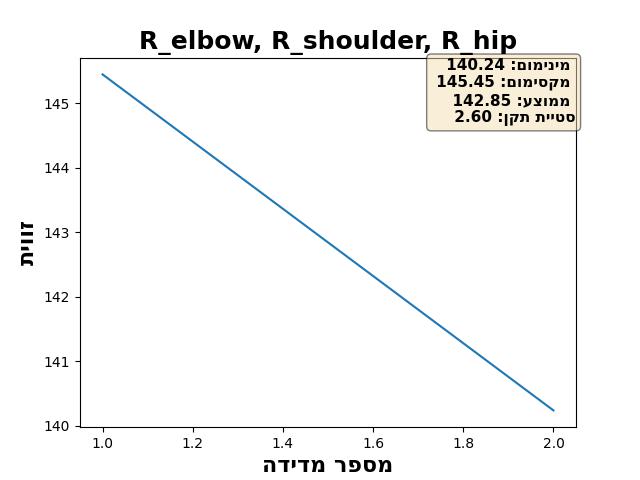 R_elbow, R_shoulder, R_hip
מינימום: 140.24
מקסימום: 145.45
ממוצע: 142.85
סטיית תקן: 2.60
זווית
145
144
143
142
141
140
1.0 1.2 1.4 1.6 1.8 2.0
מספר מדידה